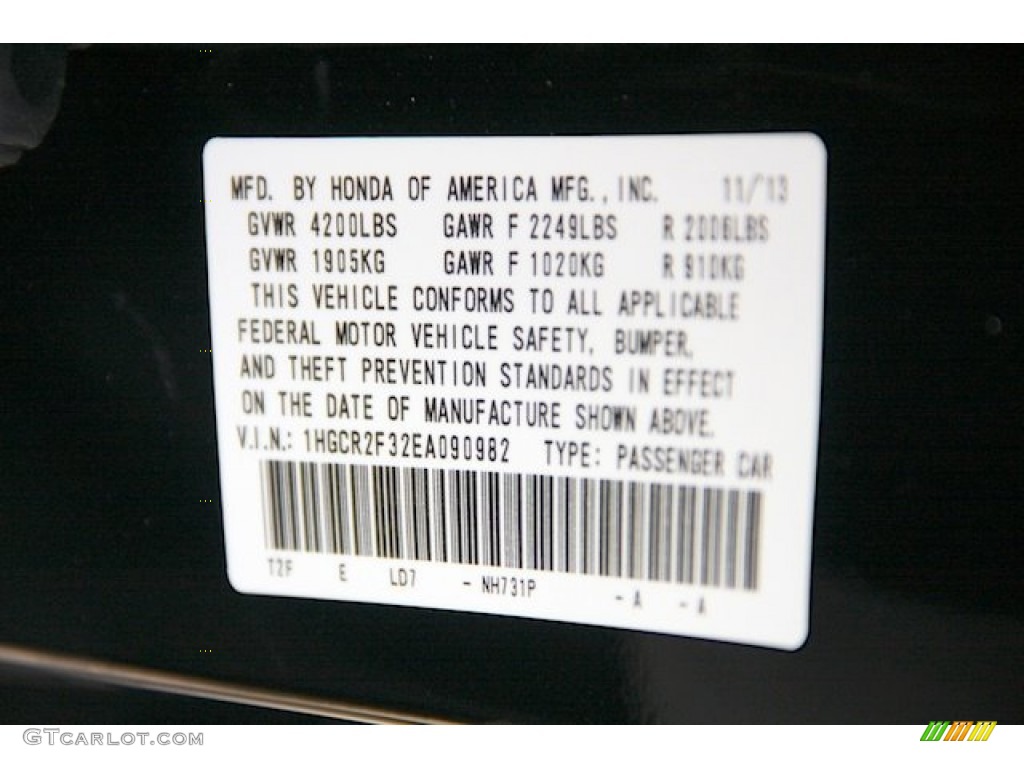 MFD. BY HONDA OF AMERICA MFG., INC. 11/13
GVWR 4200LBS GAWR F 2249LBS R 2006LBS
GVWR 1905KG GAWR F 1020KG R 910KG
THIS VEHICLE CONFORMS TO ALL APPLICABLE
FEDERAL MOTOR VEHICLE SAFETY, BUMPER,
AND THEFT PREVENTION STANDARDS IN EFFECT
ON THE DATE OF MANUFACTURE SHOWN ABOVE.
V.I.N.: 1HGCR2F32EA090982 TYPE: PASSENGER CAR
T2F E LD7 - NH731P - A - A
GTCARLOT.COM